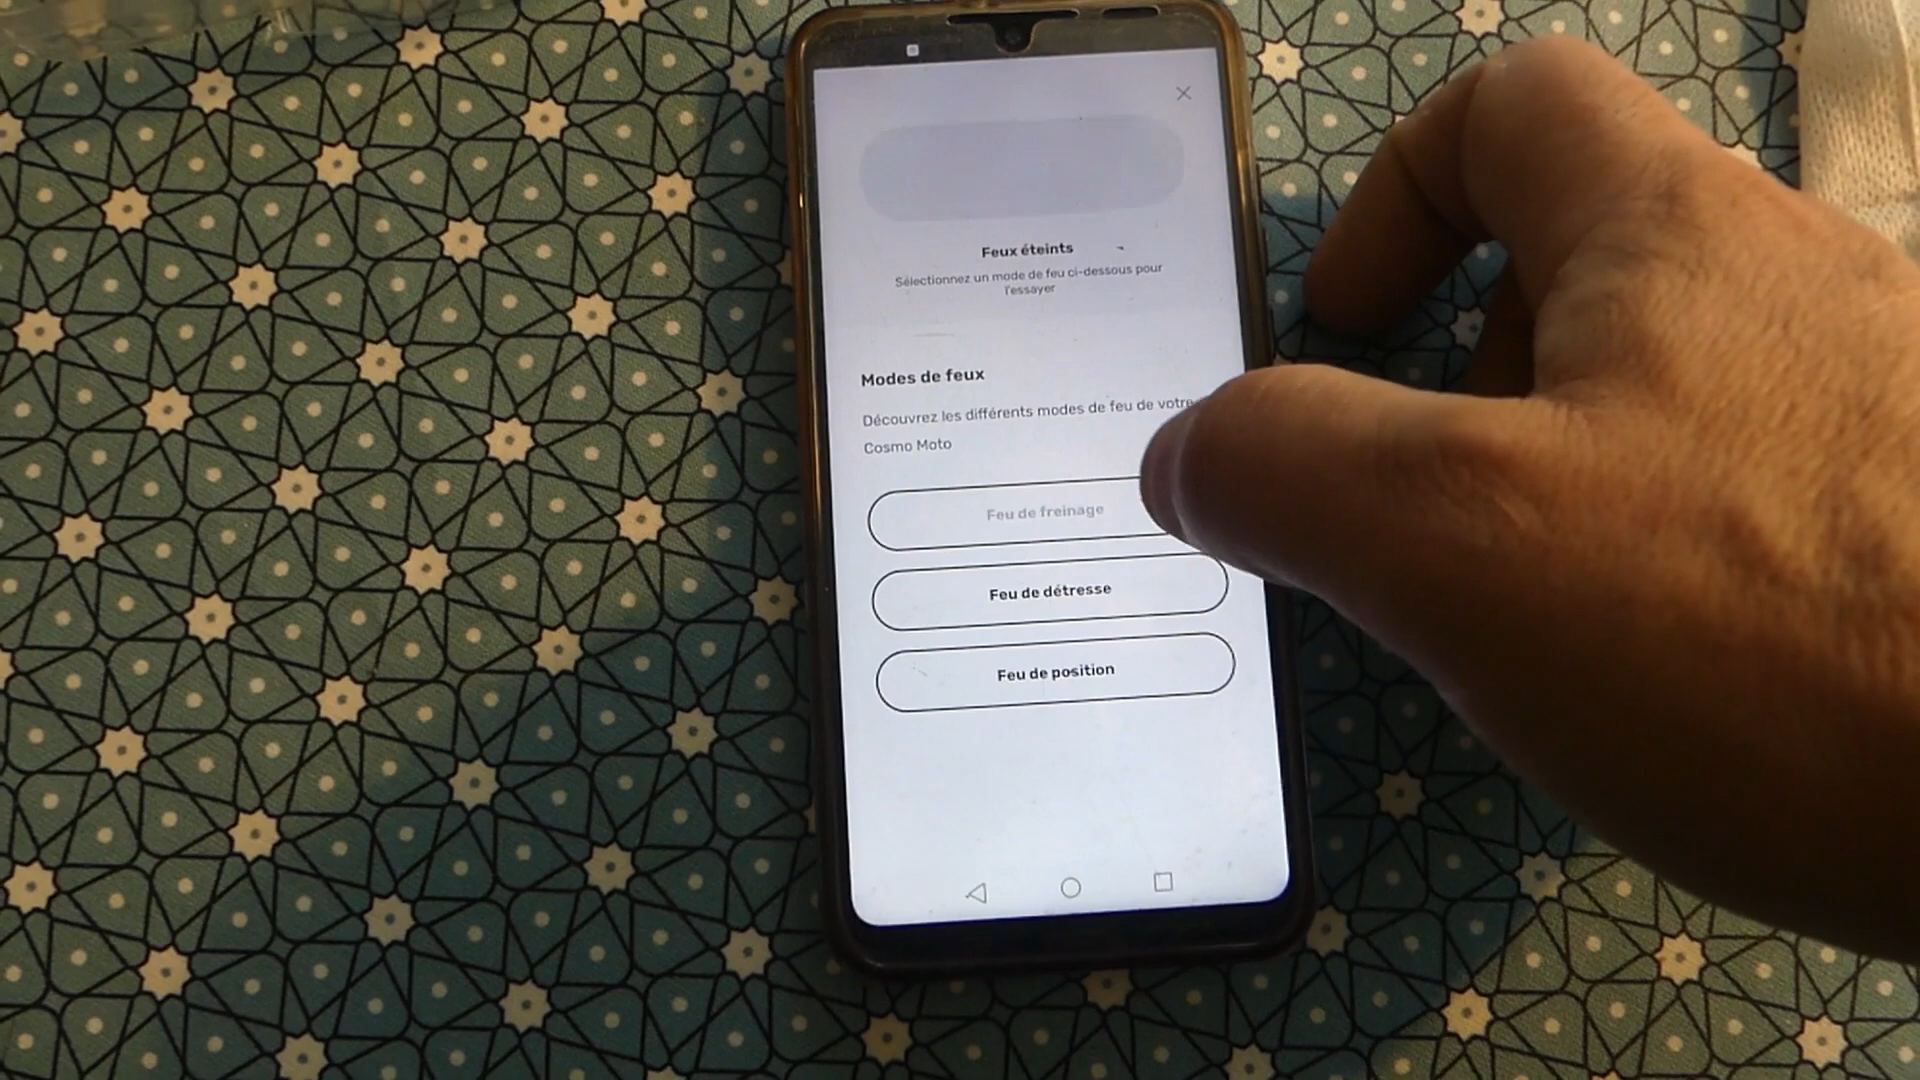 Feux éteints
Sélectionnez un mode de feu ci-dessous pour
l'essayer
Modes de feux
Découvrez les différents modes de feu de votre
Cosmo Moto
Feu de freinage
Feu de détresse
Feu de position